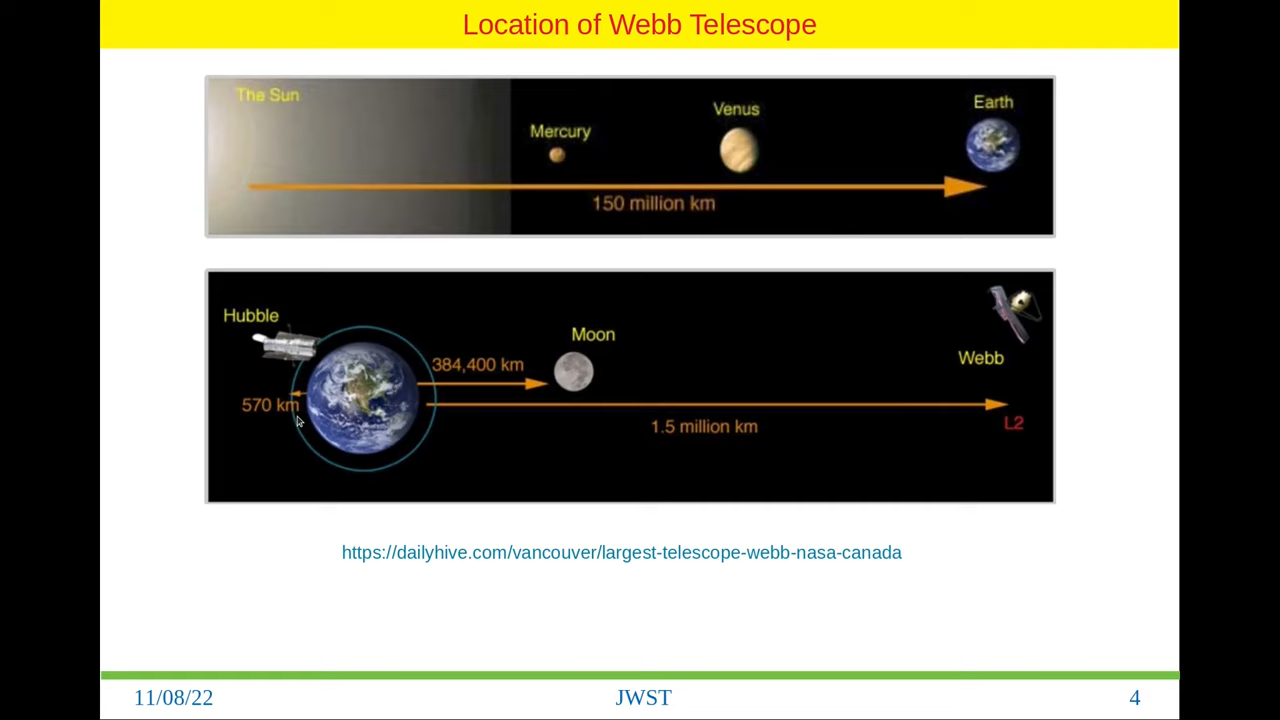 Location of Webb Telescope
The Sun
Mercury
Venus
Earth
150 million km
Hubble
Moon
384,400 km
570 km
Webb
1.5 million km
L2
https://dailyhive.com/vancouver/largest-telescope-webb-nasa-canada
11/08/22
JWST
4